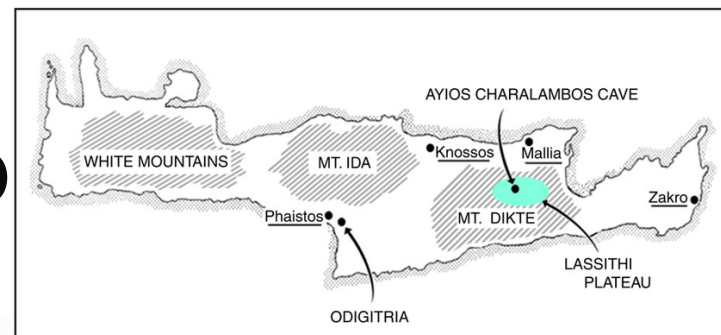 AYIOS CHARALAMBOS CAVE
WHITE MOUNTAINS
MT. IDA
Knossos
Mallia
Phaistos
MT. DIKTE
Zakro
LASSITHI
PLATEAU
ODIGITRIA